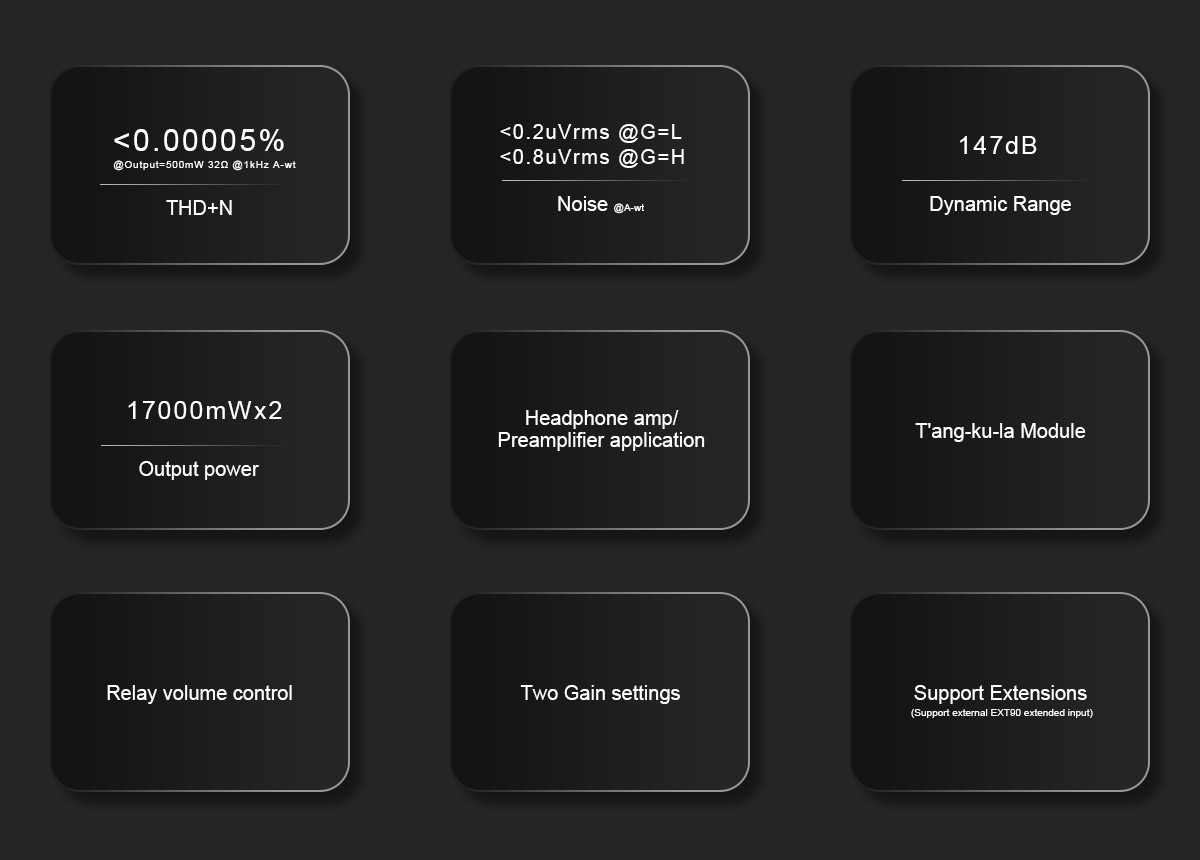 <0.00005%
@Output=500mW 32Ω @1kHz A-wt
THD+N
<0.2uVrms @G=L
<0.8uVrms @G=H
Noise @A-wt
147dB
Dynamic Range
17000mWx2
Output power
Headphone amp/
Preamplifier application
T'ang-ku-la Module
Relay volume control
Two Gain settings
Support Extensions
(Support external EXT90 extended input)